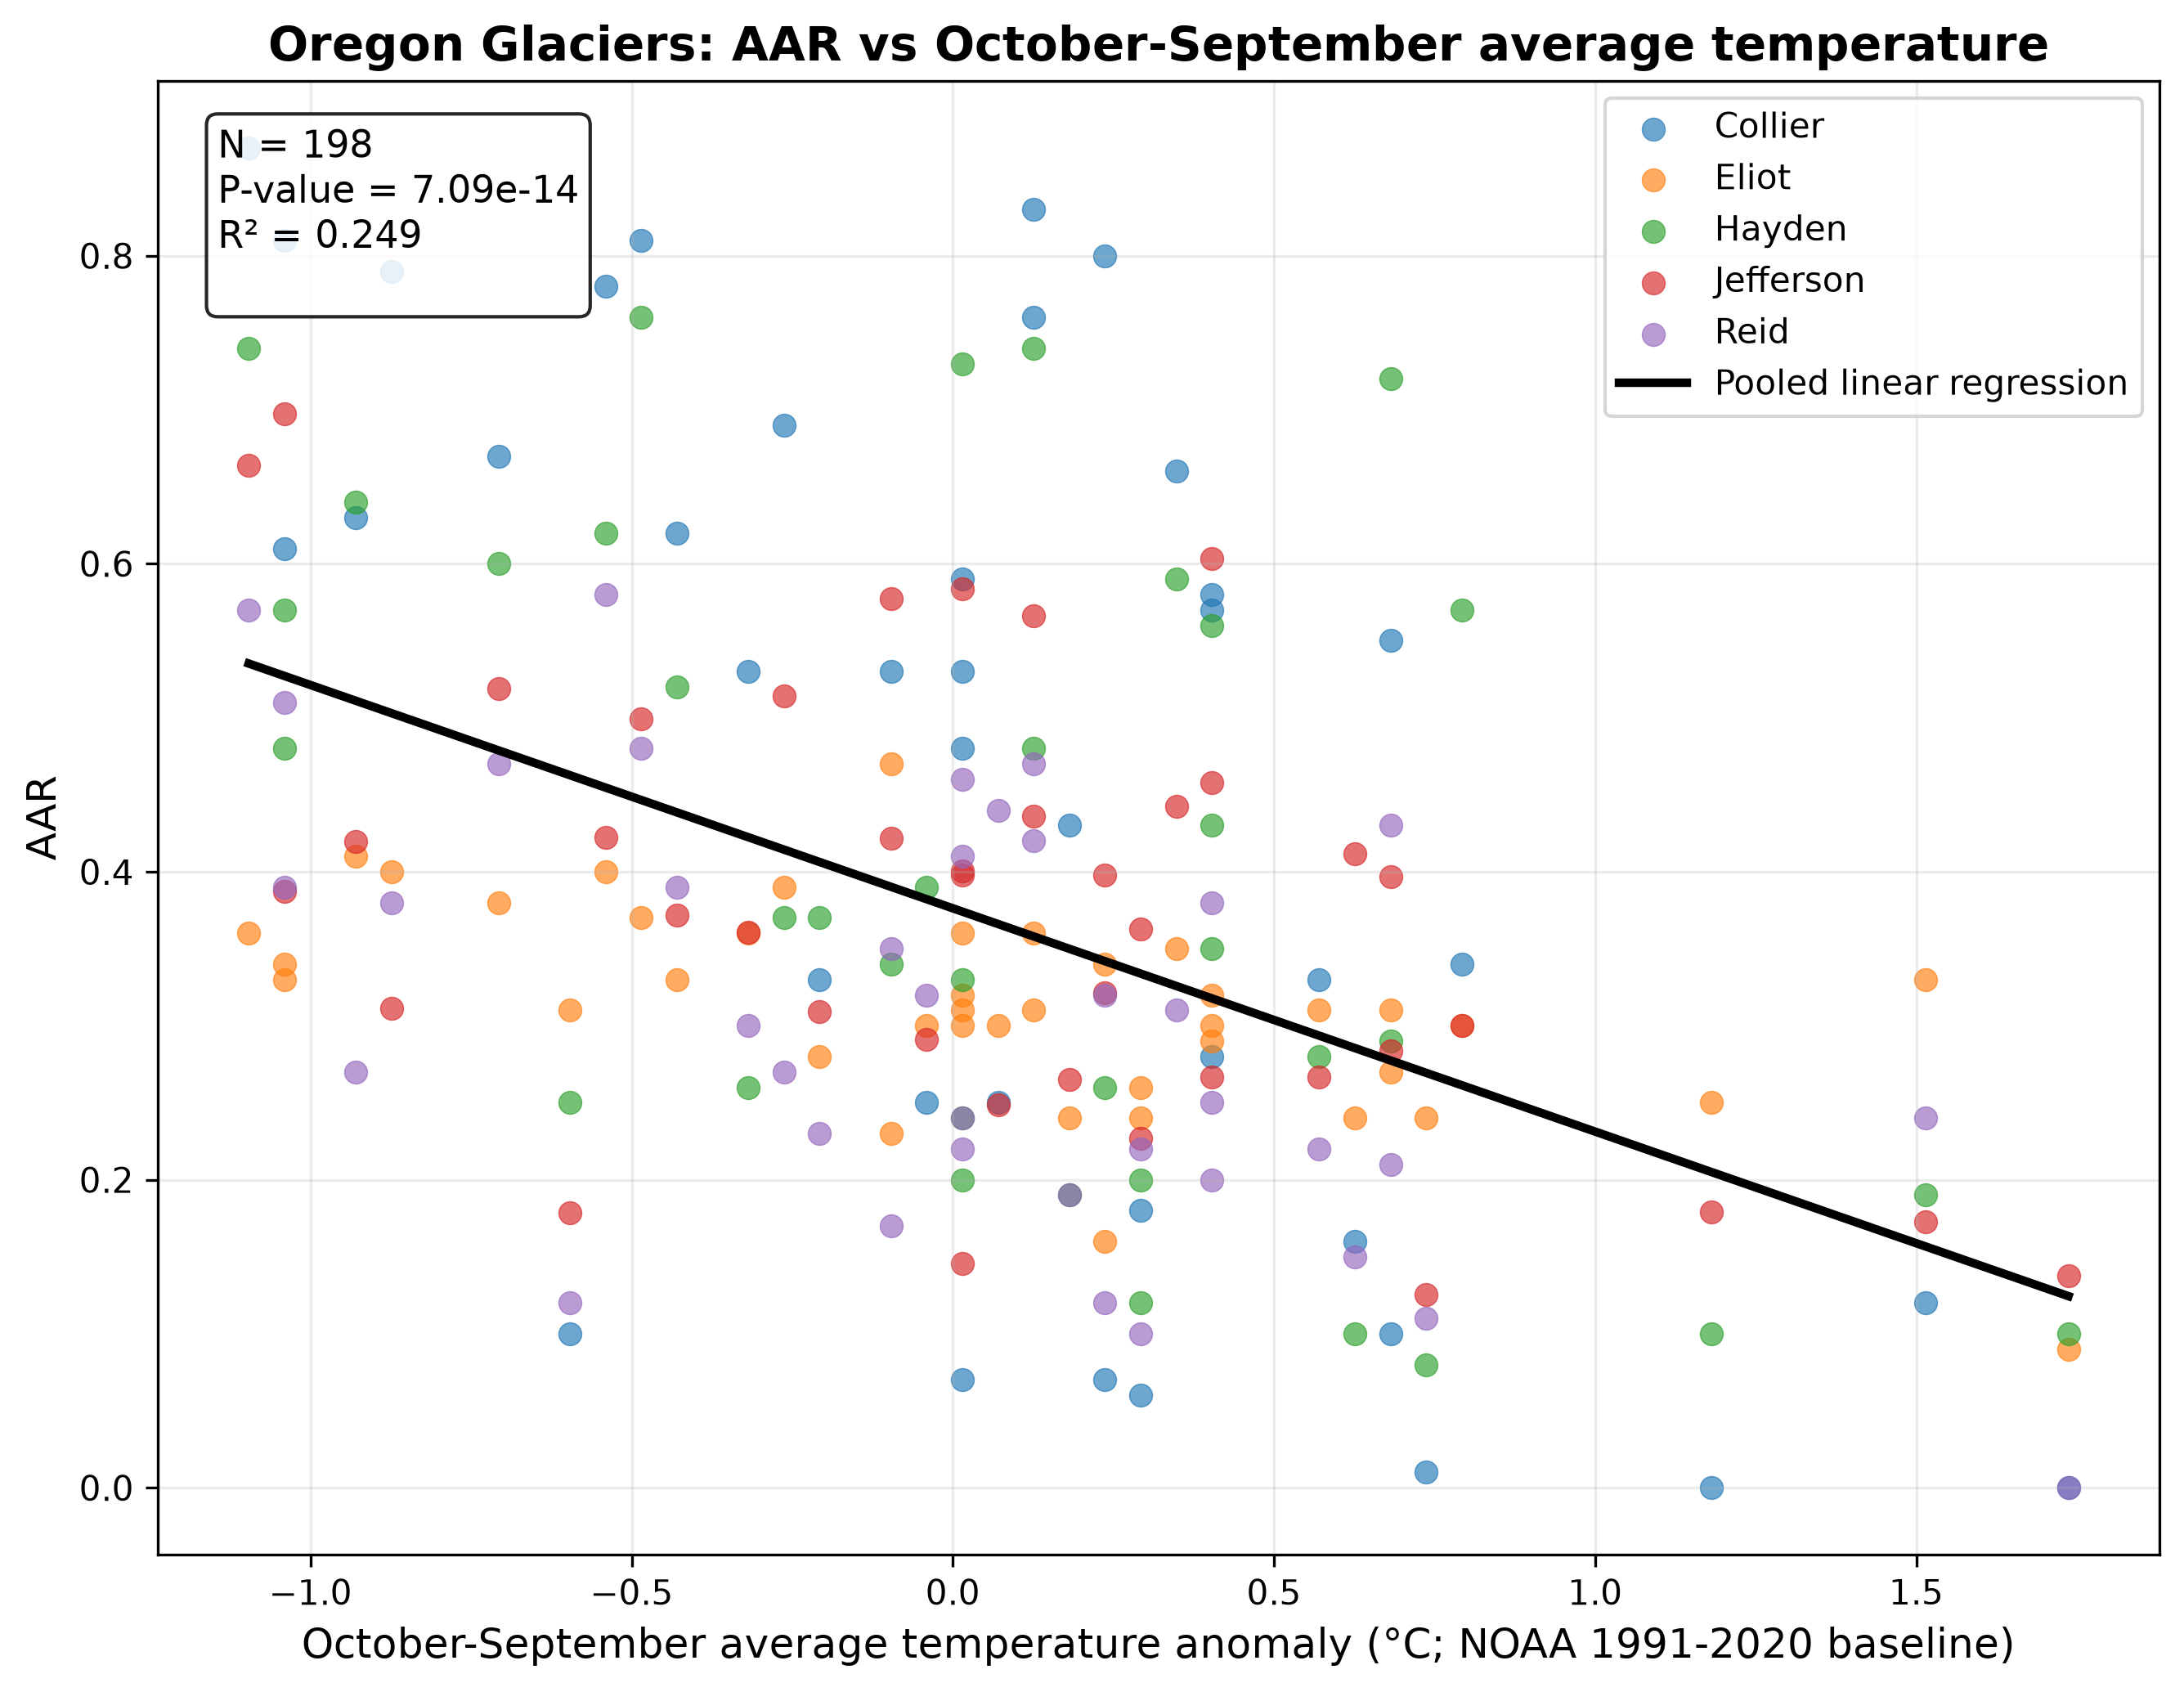 Oregon Glaciers: AAR vs October-September average temperature
N = 198
P-value = 7.09e-14
R² = 0.249
Collier
Eliot
Hayden
Jefferson
Reid
Pooled linear regression
AAR
0.8
0.6
0.4
0.2
0.0
−1.0
−0.5
0.0
0.5
1.0
1.5
October-September average temperature anomaly (°C; NOAA 1991-2020 baseline)